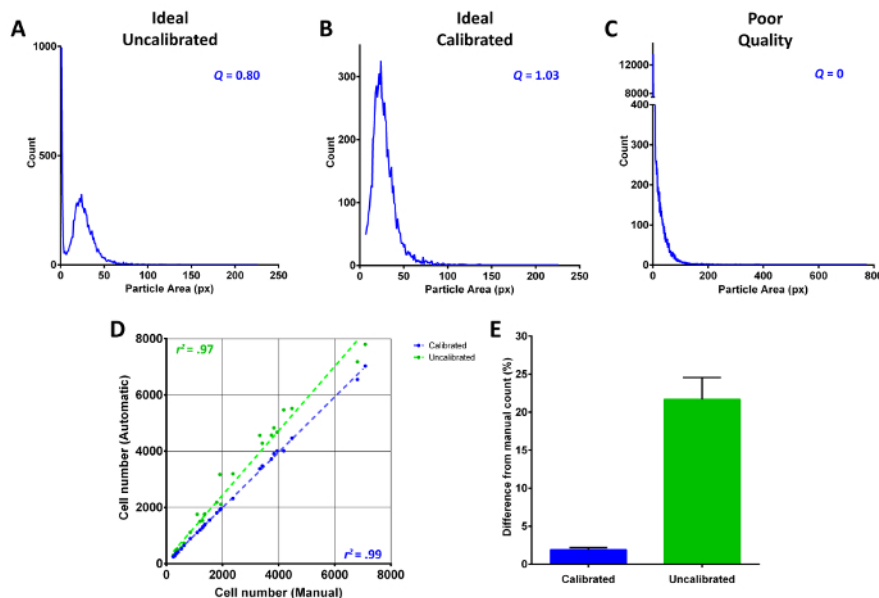 A
Ideal
Uncalibrated
Q = 0.80
1000
500
0
Count
0 50 100 150 200 250
Particle Area (px)
B
Ideal
Calibrated
Q = 1.03
300
200
100
0
Count
0 50 100 150 200 250
Particle Area (px)
C
Poor
Quality
Q = 0
12000
8000
400
300
200
100
0
Count
0 200 400 600 800
Particle Area (px)
D
r² = .97
r² = .99
8000
6000
4000
2000
0
Cell number (Automatic)
0 2000 4000 6000 8000
Cell number (Manual)
Calibrated
Uncalibrated
E
30
25
20
15
10
5
0
Difference from manual count (%)
Calibrated Uncalibrated